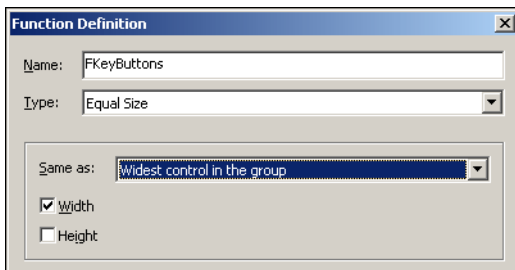 Function Definition
Name: FKeyButtons
Type: Equal Size
Same as: Widest control in the group
Width
Height